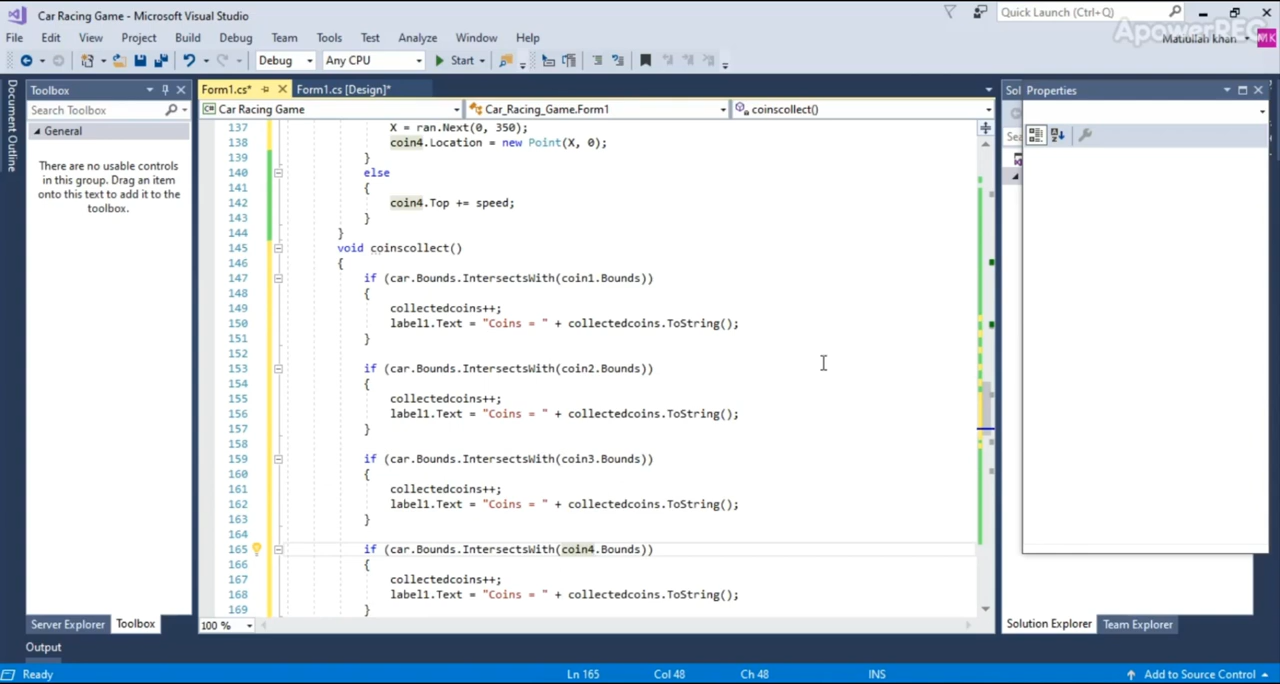 Car Racing Game - Microsoft Visual Studio
Quick Launch (Ctrl+Q)
ApowerREC
File Edit View Project Build Debug Team Tools Test Analyze Window Help
Matiullah khan MK
Debug Any CPU Start
Document Outline
Toolbox
Search Toolbox
General
There are no usable controls
in this group. Drag an item
onto this text to add it to the
toolbox.
Server Explorer Toolbox
Form1.cs* Form1.cs [Design]*
Car Racing Game Car_Racing_Game.Form1 coinscollect()
137 X = ran.Next(0, 350);
138 coin4.Location = new Point(X, 0);
139 }
140 else
141 {
142 coin4.Top += speed;
143 }
144 }
145 void coinscollect()
146 {
147 if (car.Bounds.IntersectsWith(coin1.Bounds))
148 {
149 collectedcoins++;
150 label1.Text = "Coins = " + collectedcoins.ToString();
151 }
152
153 if (car.Bounds.IntersectsWith(coin2.Bounds))
154 {
155 collectedcoins++;
156 label1.Text = "Coins = " + collectedcoins.ToString();
157 }
158
159 if (car.Bounds.IntersectsWith(coin3.Bounds))
160 {
161 collectedcoins++;
162 label1.Text = "Coins = " + collectedcoins.ToString();
163 }
164
165 if (car.Bounds.IntersectsWith(coin4.Bounds))
166 {
167 collectedcoins++;
168 label1.Text = "Coins = " + collectedcoins.ToString();
169 }
100 %
Sol Properties
Sea
Solution Explorer Team Explorer
Output
Ready Ln 165 Col 48 Ch 48 INS Add to Source Control